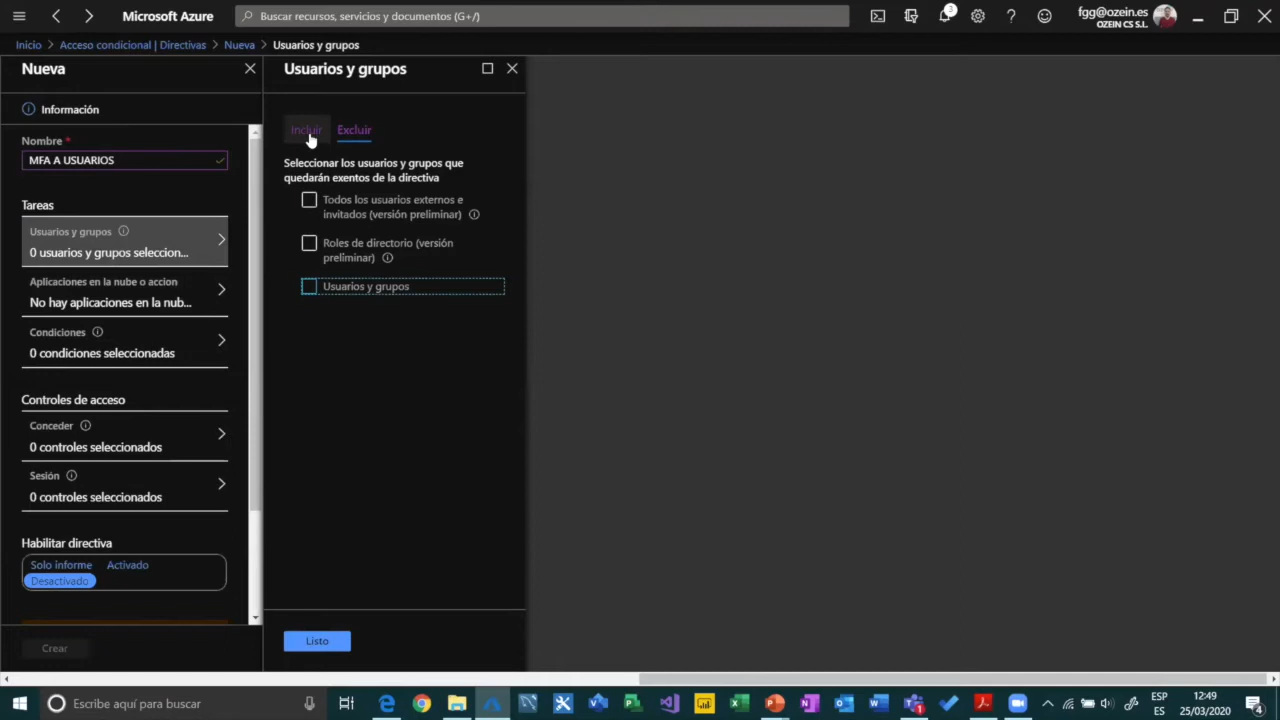 Microsoft Azure
Buscar recursos, servicios y documentos (G+/)
3
fgg@ozein.es
OZEIN CS S.L.
Inicio > Acceso condicional | Directivas > Nueva > Usuarios y grupos
Nueva
Información
Nombre *
MFA A USUARIOS
Tareas
Usuarios y grupos
0 usuarios y grupos seleccion...
Aplicaciones en la nube o accion
No hay aplicaciones en la nub...
Condiciones
0 condiciones seleccionadas
Controles de acceso
Conceder
0 controles seleccionados
Sesión
0 controles seleccionados
Habilitar directiva
Solo informe Activado
Desactivado
Crear
Usuarios y grupos
Incluir Excluir
Seleccionar los usuarios y grupos que
quedarán exentos de la directiva
Todos los usuarios externos e
invitados (versión preliminar)
Roles de directorio (versión
preliminar)
Usuarios y grupos
Listo
Escribe aquí para buscar
ESP
ES
12:49
25/03/2020
4